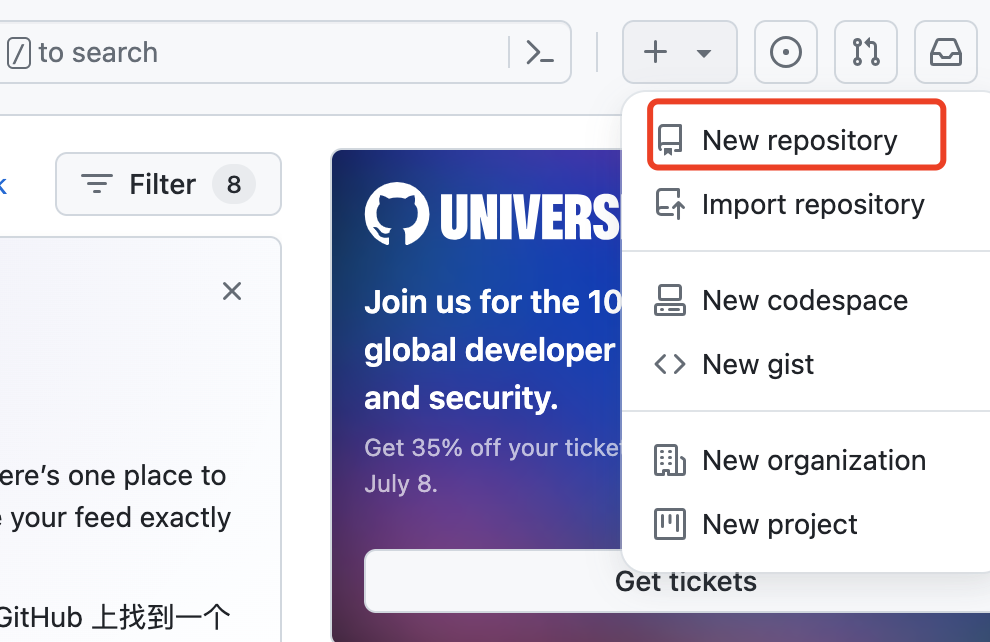 / to search
New repository
Import repository
New codespace
New gist
New organization
New project
Filter 8
ere's one place to
your feed exactly
GitHub 上找到一个
UNIVERS
Join us for the 10
global developer
and security.
Get 35% off your ticket
July 8.
Get tickets